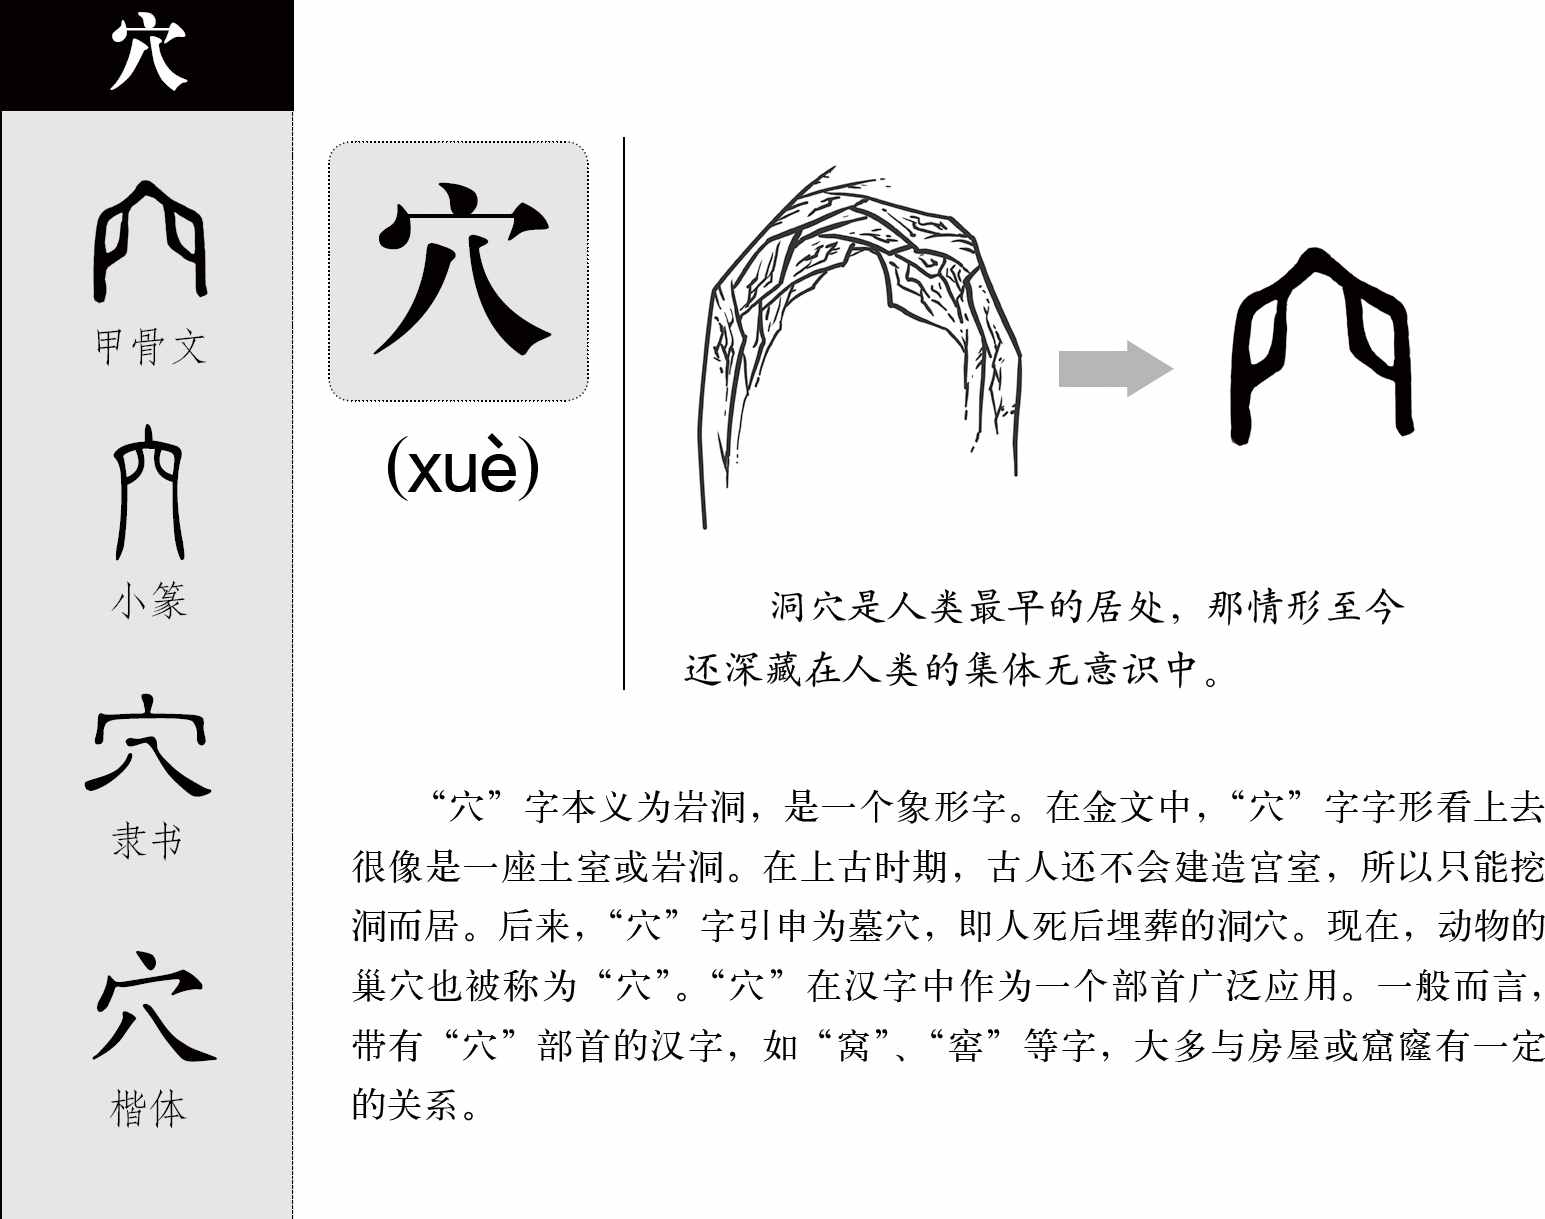 穴
甲骨文
小篆
隶书
楷体
穴
(xuè)
洞穴是人类最早的居处，那情形至今
还深藏在人类的集体无意识中。
“穴”字本义为岩洞，是一个象形字。在金文中，“穴”字字形看上去
很像是一座土室或岩洞。在上古时期，古人还不会建造宫室，所以只能挖
洞而居。后来，“穴”字引申为墓穴，即人死后埋葬的洞穴。现在，动物的
巢穴也被称为“穴”。“穴”在汉字中作为一个部首广泛应用。一般而言，
带有“穴”部首的汉字，如“窝”、“窖”等字，大多与房屋或窟窿有一定
的关系。